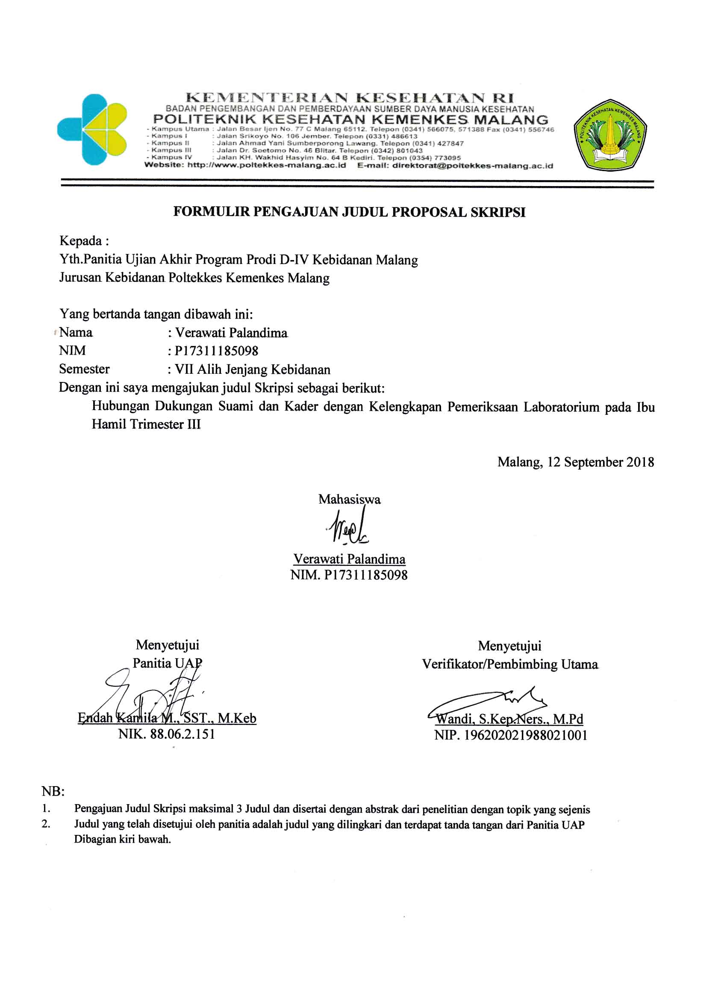 KEMENTERIAN KESEHATAN RI
BADAN PENGEMBANGAN DAN PEMBERDAYAAN SUMBER DAYA MANUSIA KESEHATAN
POLITEKNIK KESEHATAN KEMENKES MALANG
- Kampus Utama : Jalan Besar Ijen No. 77 C Malang 65112. Telepon (0341) 566075, 571388 Fax (0341) 556746
- Kampus I : Jalan Srikoyo No. 106 Jember. Telepon (0331) 486613
- Kampus II : Jalan Ahmad Yani Sumberporong Lawang. Telepon (0341) 427847
- Kampus III : Jalan Dr. Soetomo No. 46 Blitar. Telepon (0342) 801043
- Kampus IV : Jalan KH. Wakhid Hasyim No. 64 B Kediri. Telepon (0354) 773095
Website: http://www.poltekkes-malang.ac.id E-mail: direktorat@poltekkes-malang.ac.id
POLITEKNIK KESEHATAN KEMENKES MALANG
FORMULIR PENGAJUAN JUDUL PROPOSAL SKRIPSI
Kepada :
Yth.Panitia Ujian Akhir Program Prodi D-IV Kebidanan Malang
Jurusan Kebidanan Poltekkes Kemenkes Malang
Yang bertanda tangan dibawah ini:
Nama : Verawati Palandima
NIM : P17311185098
Semester : VII Alih Jenjang Kebidanan
Dengan ini saya mengajukan judul Skripsi sebagai berikut:
Hubungan Dukungan Suami dan Kader dengan Kelengkapan Pemeriksaan Laboratorium pada Ibu
Hamil Trimester III
Malang, 12 September 2018
Mahasiswa
Verawati Palandima
NIM. P17311185098
Menyetujui
Panitia UAP
Endah Kamila M., SST., M.Keb
NIK. 88.06.2.151
Menyetujui
Verifikator/Pembimbing Utama
Wandi, S.Kep.Ners., M.Pd
NIP. 196202021988021001
NB:
1. Pengajuan Judul Skripsi maksimal 3 Judul dan disertai dengan abstrak dari penelitian dengan topik yang sejenis
2. Judul yang telah disetujui oleh panitia adalah judul yang dilingkari dan terdapat tanda tangan dari Panitia UAP
Dibagian kiri bawah.